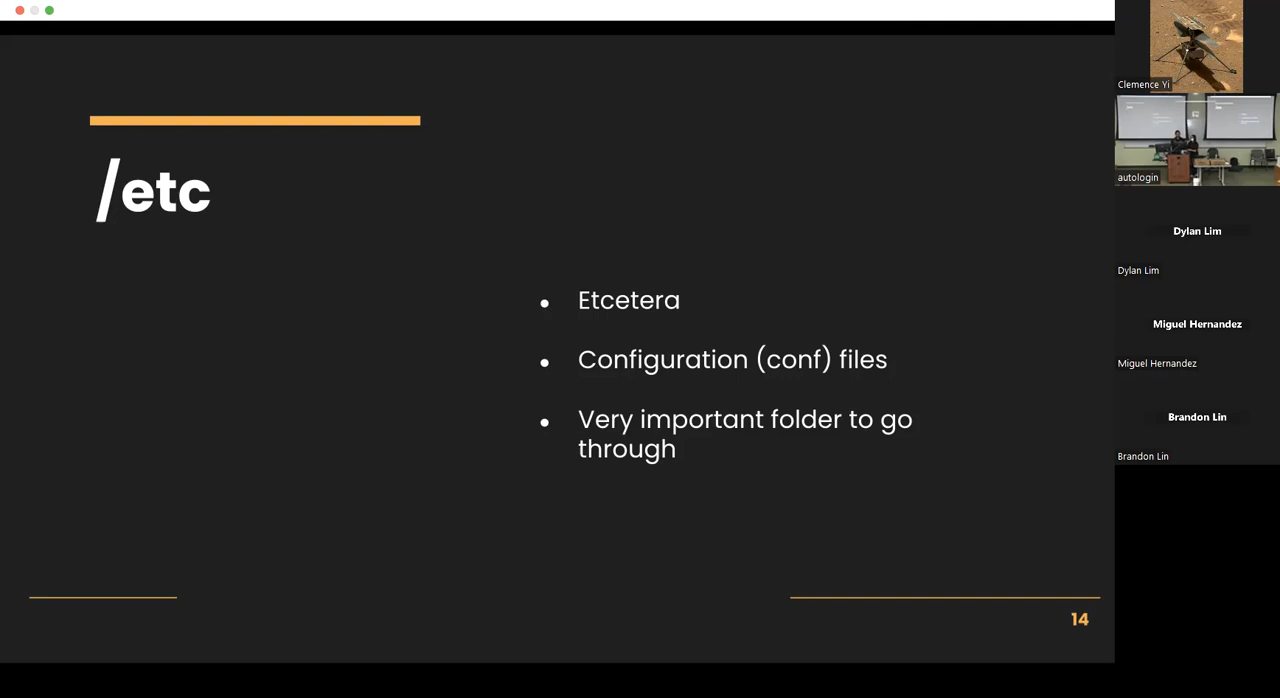 /etc
Etcetera
Configuration (conf) files
Very important folder to go
through
14
Clemence Yi
autologin
Dylan Lim
Dylan Lim
Miguel Hernandez
Miguel Hernandez
Brandon Lin
Brandon Lin